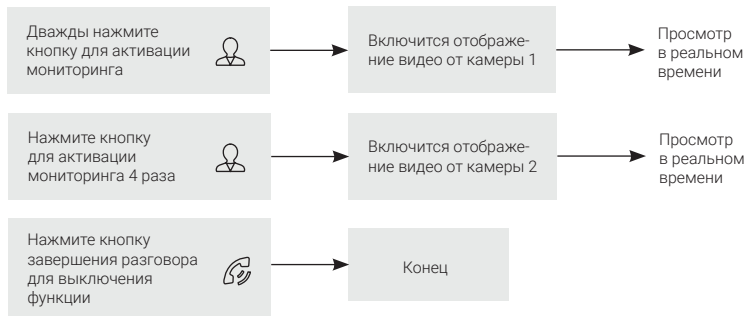 Дважды нажмите
кнопку для активации
мониторинга
Включится отображе-
ние видео от камеры 1
Просмотр
в реальном
времени
Нажмите кнопку
для активации
мониторинга 4 раза
Включится отображе-
ние видео от камеры 2
Просмотр
в реальном
времени
Нажмите кнопку
завершения разговора
для выключения
функции
Конец